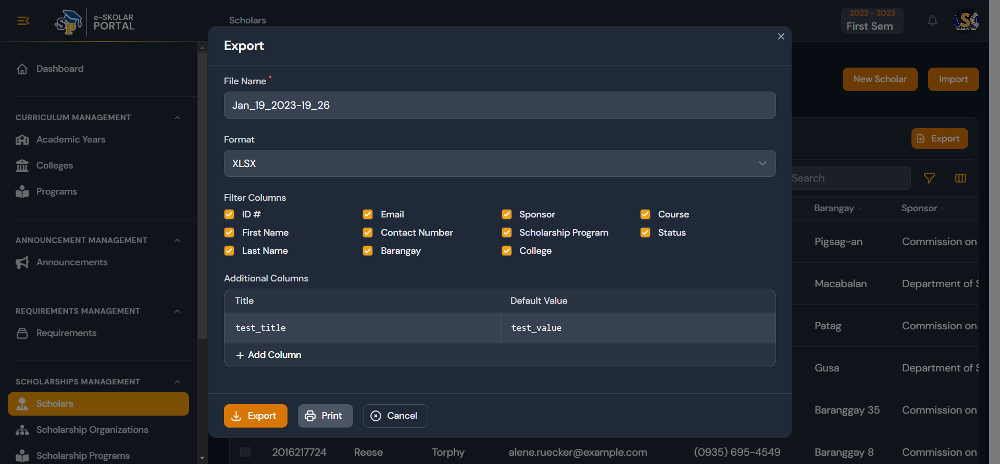 e-SKOLAR
PORTAL
SP
Scholars
2022 - 2023
First Sem
Dashboard
CURRICULUM MANAGEMENT
Academic Years
Colleges
Programs
ANNOUNCEMENT MANAGEMENT
Announcements
REQUIREMENTS MANAGEMENT
Requirements
SCHOLARSHIPS MANAGEMENT
Scholars
Scholarship Organizations
Scholarship Programs
New Scholar
Import
Export
Search
Barangay
Sponsor
Pigsag-an
Commission on
Macabalan
Department of S
Patag
Commission on
Gusa
Department of S
Baranggay 35
Commission on
2016217724
Reese
Torphy
alene.ruecker@example.com
(0935) 695-4549
Baranggay 8
Commission on
Export
File Name *
Jan_19_2023-19_26
Format
XLSX
Filter Columns
ID #
Email
Sponsor
Course
First Name
Contact Number
Scholarship Program
Status
Last Name
Barangay
College
Additional Columns
Title
Default Value
test_title
test_value
Add Column
Export
Print
Cancel